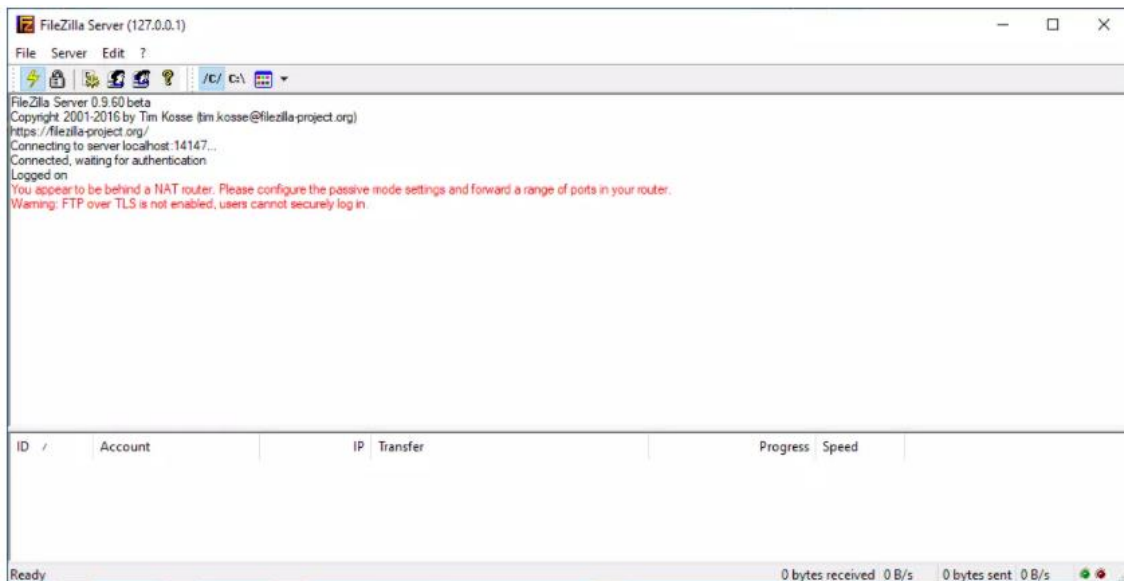 FileZilla Server (127.0.0.1)
File Server Edit ?
/C/ C:\
FileZilla Server 0.9.60 beta
Copyright 2001-2016 by Tim Kosse (tim.kosse@filezilla-project.org)
https://filezilla-project.org/
Connecting to server localhost:14147...
Connected, waiting for authentication
Logged on
You appear to be behind a NAT router. Please configure the passive mode settings and forward a range of ports in your router.
Warning: FTP over TLS is not enabled, users cannot securely log in.
ID / Account IP Transfer Progress Speed
Ready 0 bytes received 0 B/s 0 bytes sent 0 B/s